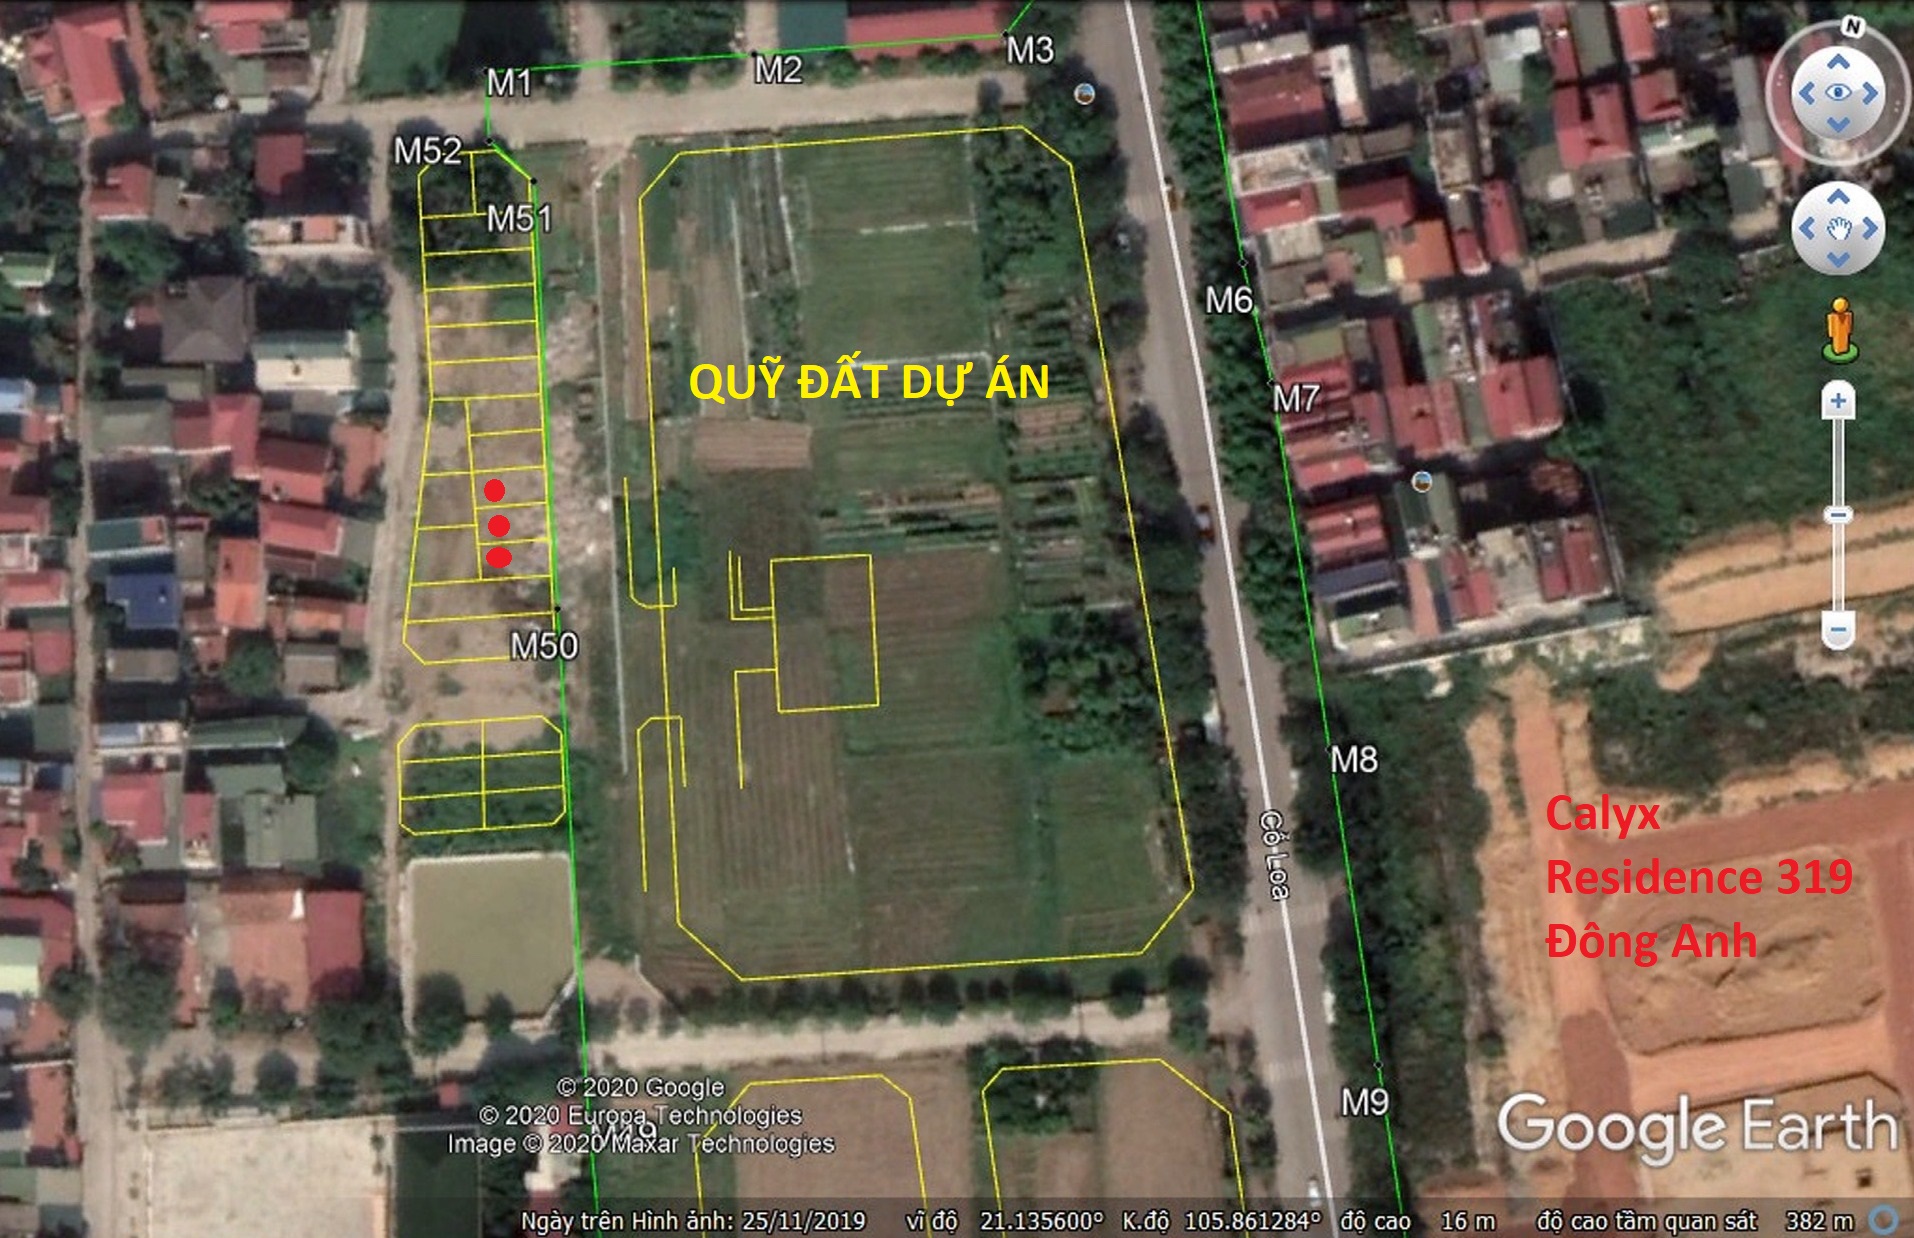 N
M1
M2
M3
M52
M51
M6
QUỸ ĐẤT DỰ ÁN
M7
M50
M8
Cổ Loa
Calyx
Residence 319
Đông Anh
M9
© 2020 Google
© 2020 Europa Technologies
M19
Image © 2020 Maxar Technologies
Google Earth
Ngày trên Hình ảnh: 25/11/2019 vĩ độ 21.135600° K.độ 105.861284° độ cao 16 m độ cao tầm quan sát 382 m